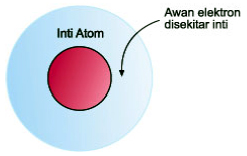 Inti Atom
Awan elektron
disekitar inti